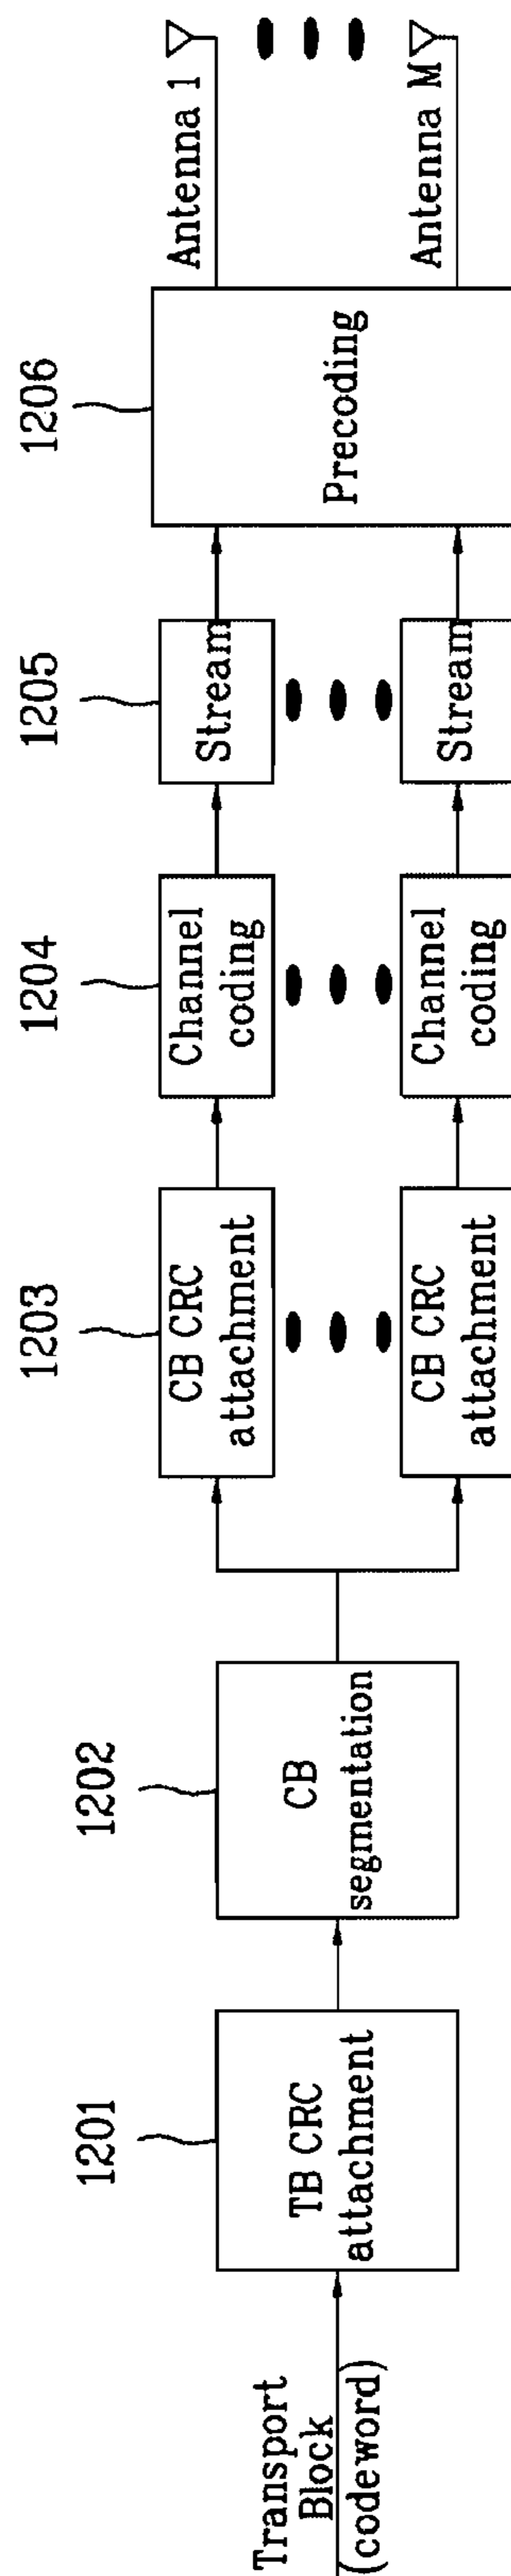 Transport
Block
(codeword)
1201
TB CRC
attachment
1202
CB
segmentation
1203
CB CRC
attachment
CB CRC
attachment
1204
Channel
coding
Channel
coding
1205
Stream
Stream
1206
Precoding
Antenna 1
Antenna M